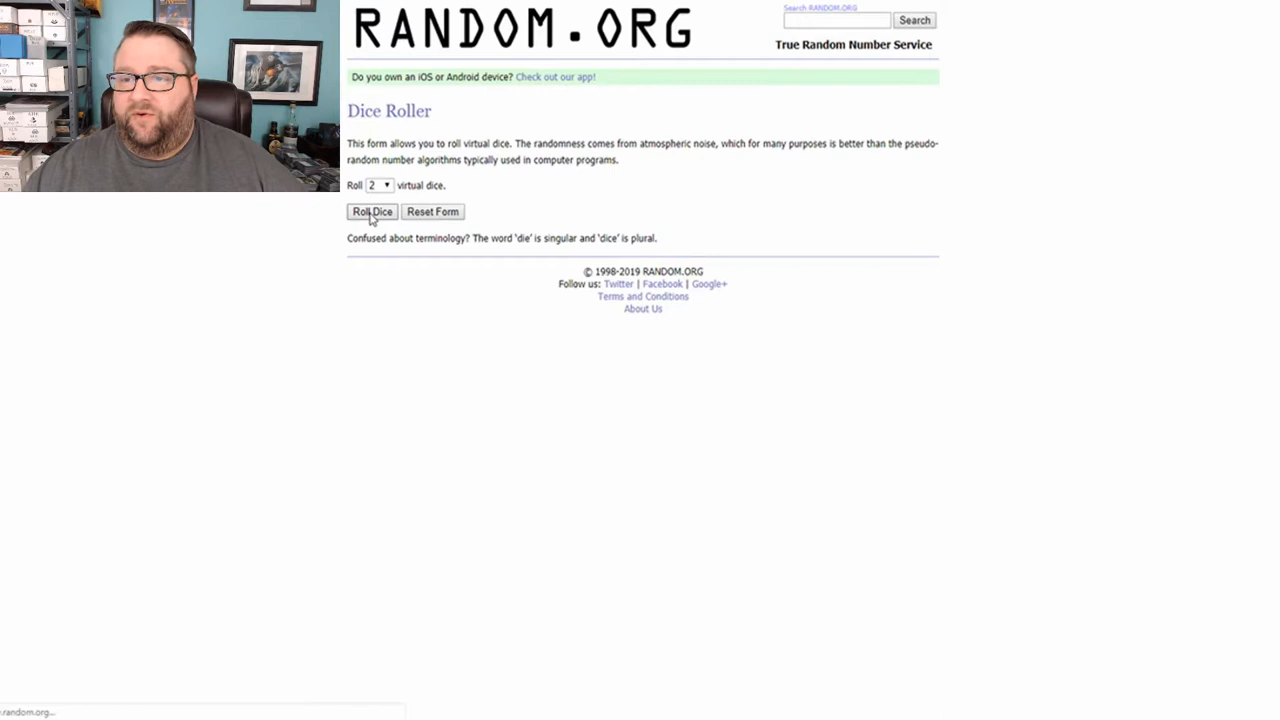 RANDOM.ORG
Search RANDOM.ORG
Search
True Random Number Service
Do you own an iOS or Android device? Check out our app!
Dice Roller
This form allows you to roll virtual dice. The randomness comes from atmospheric noise, which for many purposes is better than the pseudo-
random number algorithms typically used in computer programs.
Roll 2 virtual dice.
Roll Dice Reset Form
Confused about terminology? The word 'die' is singular and 'dice' is plural.
© 1998-2019 RANDOM.ORG
Follow us: Twitter | Facebook | Google+
Terms and Conditions
About Us
.random.org...